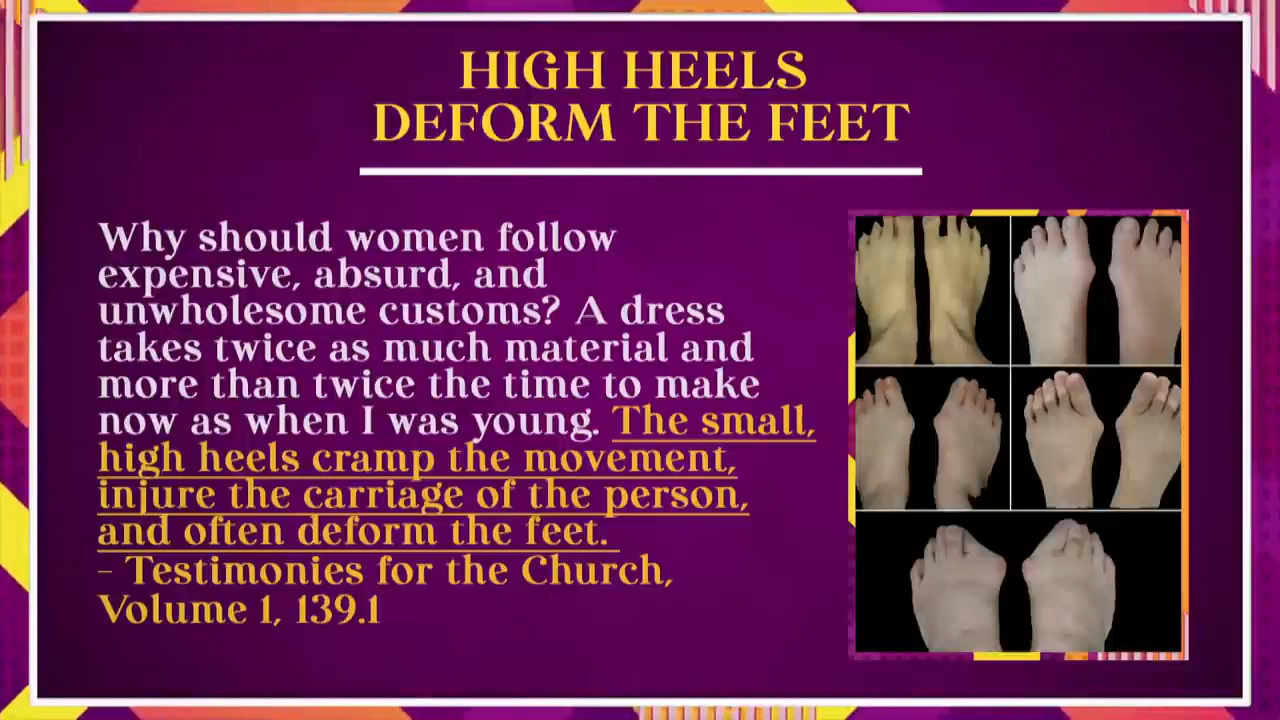 HIGH HEELS
DEFORM THE FEET
Why should women follow
expensive, absurd, and
unwholesome customs? A dress
takes twice as much material and
more than twice the time to make
now as when I was young. The small,
high heels cramp the movement,
injure the carriage of the person,
and often deform the feet.
- Testimonies for the Church,
Volume 1, 139.1